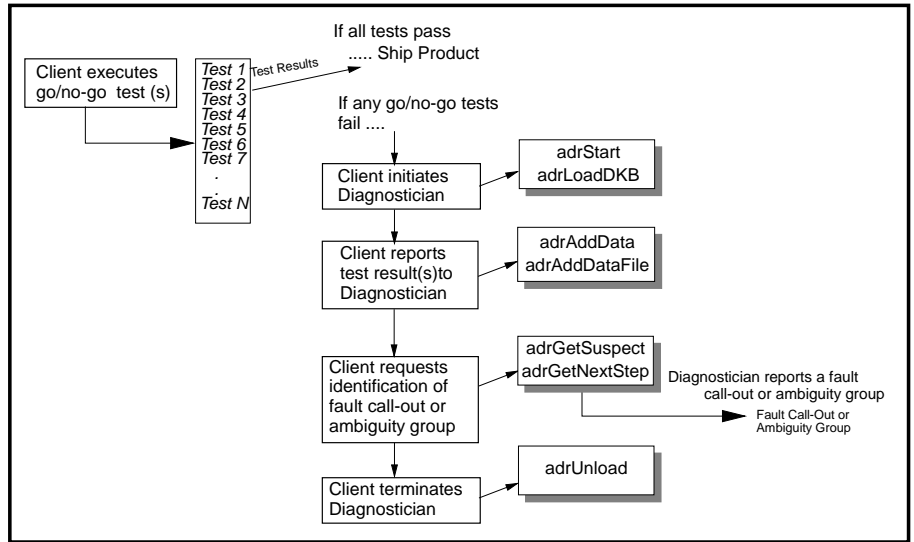 Client executes
go/no-go test (s)
Test 1
Test 2
Test 3
Test 4
Test 5
Test 6
Test 7
.
.
Test N
Test Results
If all tests pass
..... Ship Product
If any go/no-go tests
fail ....
Client initiates
Diagnostician
adrStart
adrLoadDKB
Client reports
test result(s)to
Diagnostician
adrAddData
adrAddDataFile
Client requests
identification of
fault call-out or
ambiguity group
adrGetSuspect
adrGetNextStep
Diagnostician reports a fault
call-out or ambiguity group
Fault Call-Out or
Ambiguity Group
Client terminates
Diagnostician
adrUnload